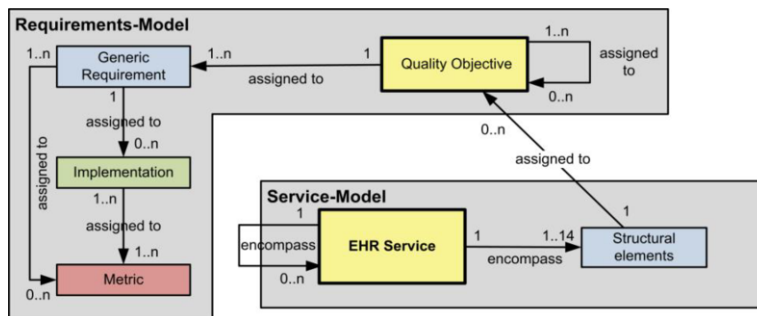 Requirements-Model
1..n
Generic
Requirement
1..n
1
assigned to
Quality Objective
1..n
assigned
to
0..n
1
assigned to
0..n
assigned to
Implementation
1..n
assigned to
1..n
Metric
0..n
0..n
assigned to
1
Service-Model
1
encompass
0..n
EHR Service
1
1..14
encompass
Structural
elements